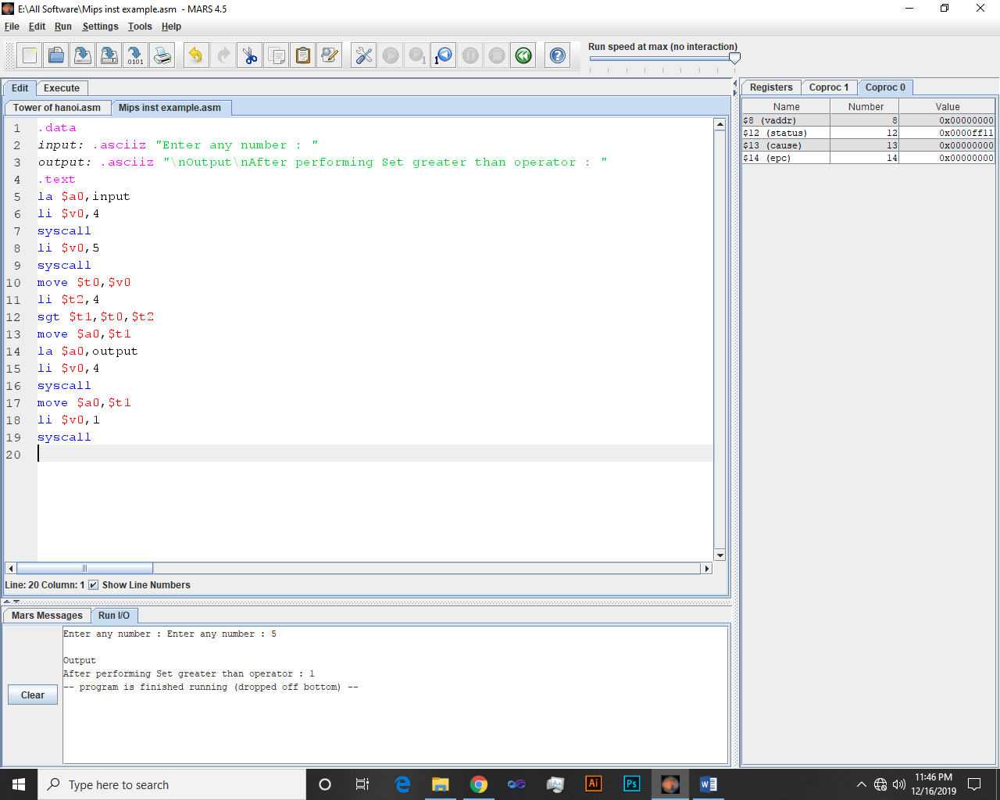 E:\All Software\Mips inst example.asm - MARS 4.5
File Edit Run Settings Tools Help
Run speed at max (no interaction)
Edit Execute
Tower of hanoi.asm Mips inst example.asm
1 .data
2 input: .asciiz "Enter any number : "
3 output: .asciiz "\nOutput\nAfter performing Set greater than operator : "
4 .text
5 la $a0,input
6 li $v0,4
7 syscall
8 li $v0,5
9 syscall
10 move $t0,$v0
11 li $t2,4
12 sgt $t1,$t0,$t2
13 move $a0,$t1
14 la $a0,output
15 li $v0,4
16 syscall
17 move $a0,$t1
18 li $v0,1
19 syscall
20
Line: 20 Column: 1 Show Line Numbers
Mars Messages Run I/O
Clear
Enter any number : Enter any number : 5
Output
After performing Set greater than operator : 1
-- program is finished running (dropped off bottom) --
Registers Coproc 1 Coproc 0
Name Number Value
$8 (vaddr) 8 0x00000000
$12 (status) 12 0x0000ff11
$13 (cause) 13 0x00000000
$14 (epc) 14 0x00000000
Type here to search
Ai
Ps
11:46 PM
12/16/2019